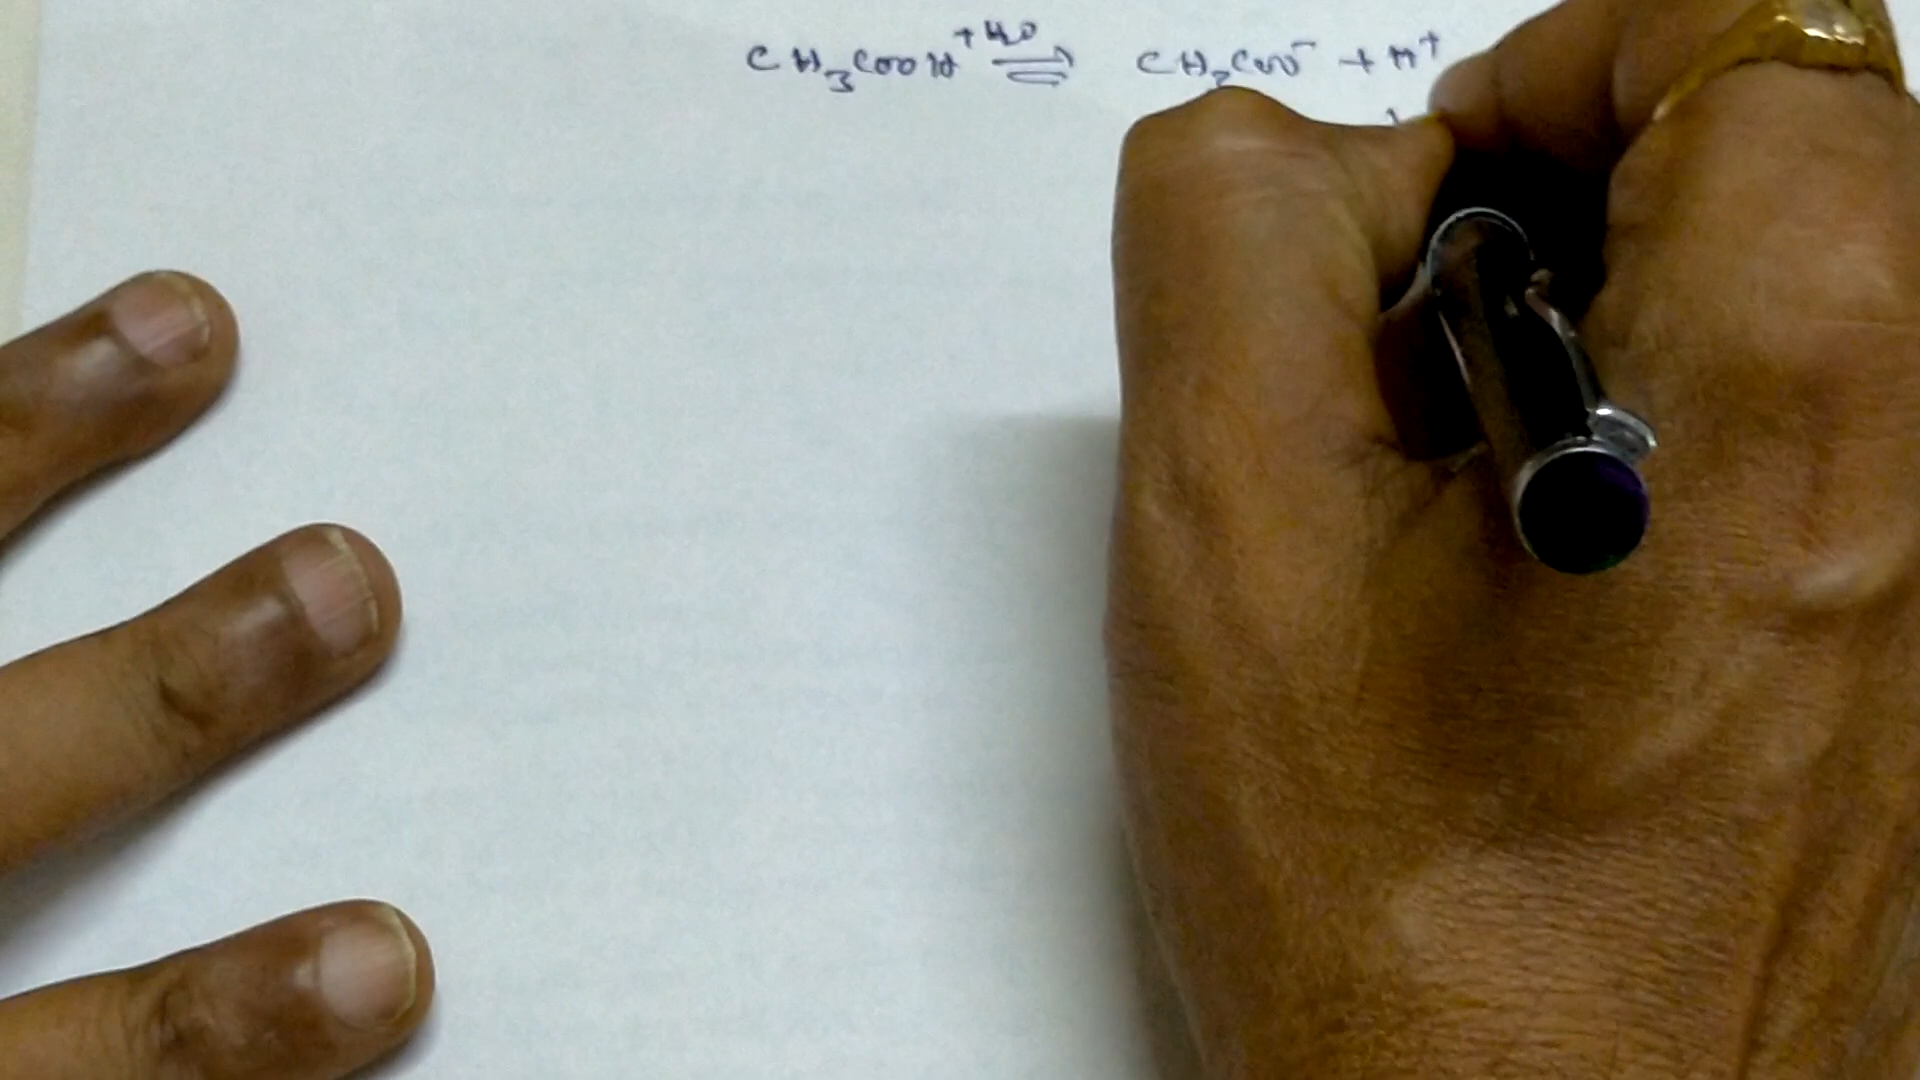 CH₃COOH + H₂O ⇌ CH₃COO⁻ + H⁺